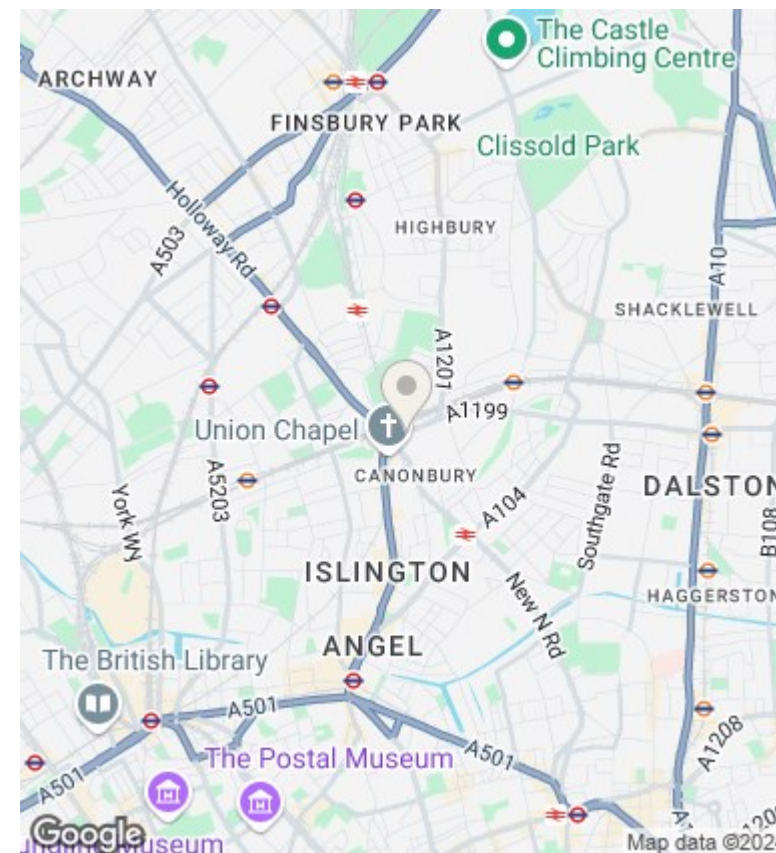 The Castle
Climbing Centre
ARCHWAY
FINSBURY PARK
Clissold Park
Holloway Rd
A503
HIGHBURY
A10
SHACKLEWELL
A1201
A1199
Union Chapel
CANONBURY
A5203
York Wy
A104
Southgate Rd
DALSTON
B108
ISLINGTON
New N Rd
HAGGERSTON
ANGEL
The British Library
A501
A501
A501
The Postal Museum
A1208
Google
Museum
Map data ©202